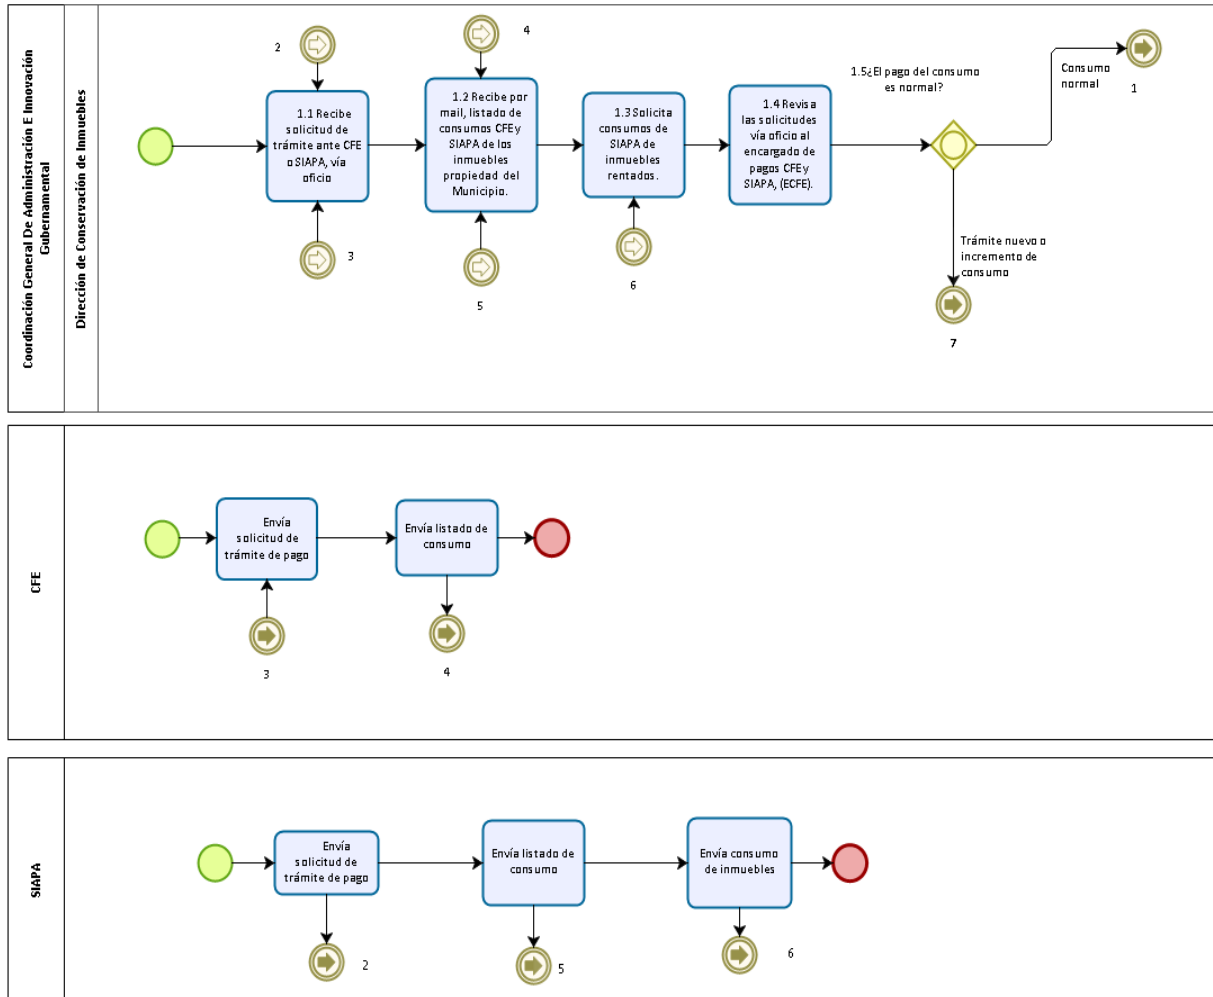 Coordinación General De Administración E Innovación
Gubernamental
Dirección de Conservación de Inmuebles
2
4
1.1 Recibe
solicitud de
trámite ante CFE
o SIAPA, vía
oficio
3
1.2 Recibe por
mail, listado de
consumos CFE y
SIAPA de los
inmuebles
propiedad del
Municipio.
5
1.3 Solicita
consumos de
SIAPA de
inmuebles
rentados.
6
1.4 Revisa
las solicitudes
vía oficio al
encargado de
pagos CFE y
SIAPA, (ECFE).
1.5¿El pago del consumo
es normal?
Consumo
normal
1
Trámite nuevo o
incremento de
consumo
7
CFE
Envía
solicitud de
trámite de pago
3
Envía listado de
consumo
4
SIAPA
Envía
solicitud de
trámite de pago
2
Envía listado de
consumo
5
Envía consumo
de inmuebles
6